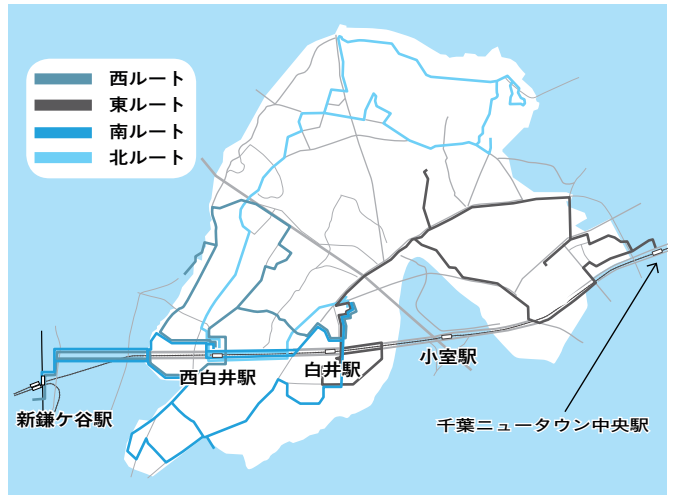 西ルート
東ルート
南ルート
北ルート
小室駅
白井駅
西白井駅
新鎌ケ谷駅
千葉ニュータウン中央駅